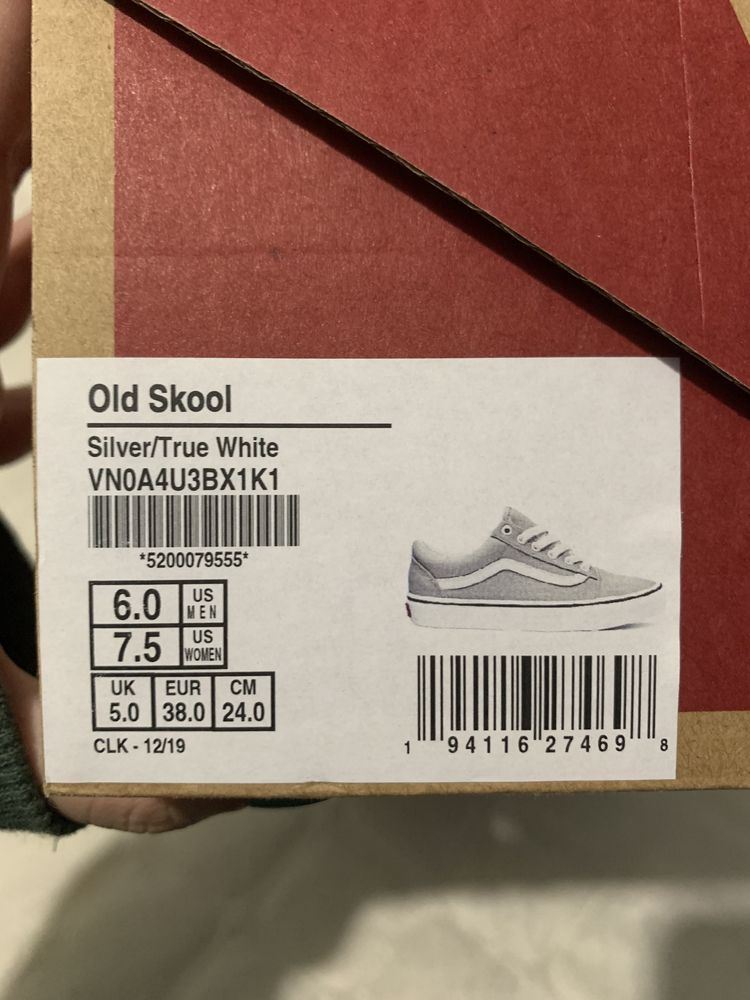 Old Skool
Silver/True White
VN0A4U3BX1K1
*5200079555*
6.0 US MEN
7.5 US WOMEN
UK EUR CM
5.0 38.0 24.0
CLK - 12/19
1 94116 27469 8